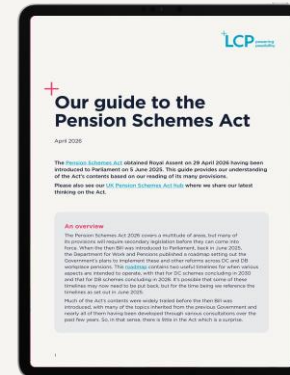 LCP powering possibility
Our guide to the
Pension Schemes Act
April 2026
The Pension Schemes Act obtained Royal Assent on 29 April 2026 having been
introduced to Parliament on 5 June 2025. This guide provides our understanding
of the Act's contents based on our reading of its many provisions.
Please also see our UK Pension Schemes Act hub where we share our latest
thinking on the Act.
An overview
The Pension Schemes Act 2026 covers a multitude of areas, but many of
its provisions will require secondary legislation before they can come into
force. When the then Bill was introduced to Parliament, back in June 2025,
the Department for Work and Pensions published a roadmap setting out the
Government's plans to implement these and other reforms across DC and DB
workplace pensions. This roadmap contains two useful timelines for when various
aspects are intended to operate, with that for DC schemes concluding in 2030
and that for DB schemes concluding in 2028. It's possible that some of these
timelines may now need to be put back, but for the time being we reference the
timelines as set out in June 2025.
Much of the Act's contents were widely trailed before the then Bill was
introduced, with many of the topics inherited from the previous Government and
nearly all of them having been developed through various consultations over the
past few years. So, in that sense, there is little in the Act which is a surprise.
1